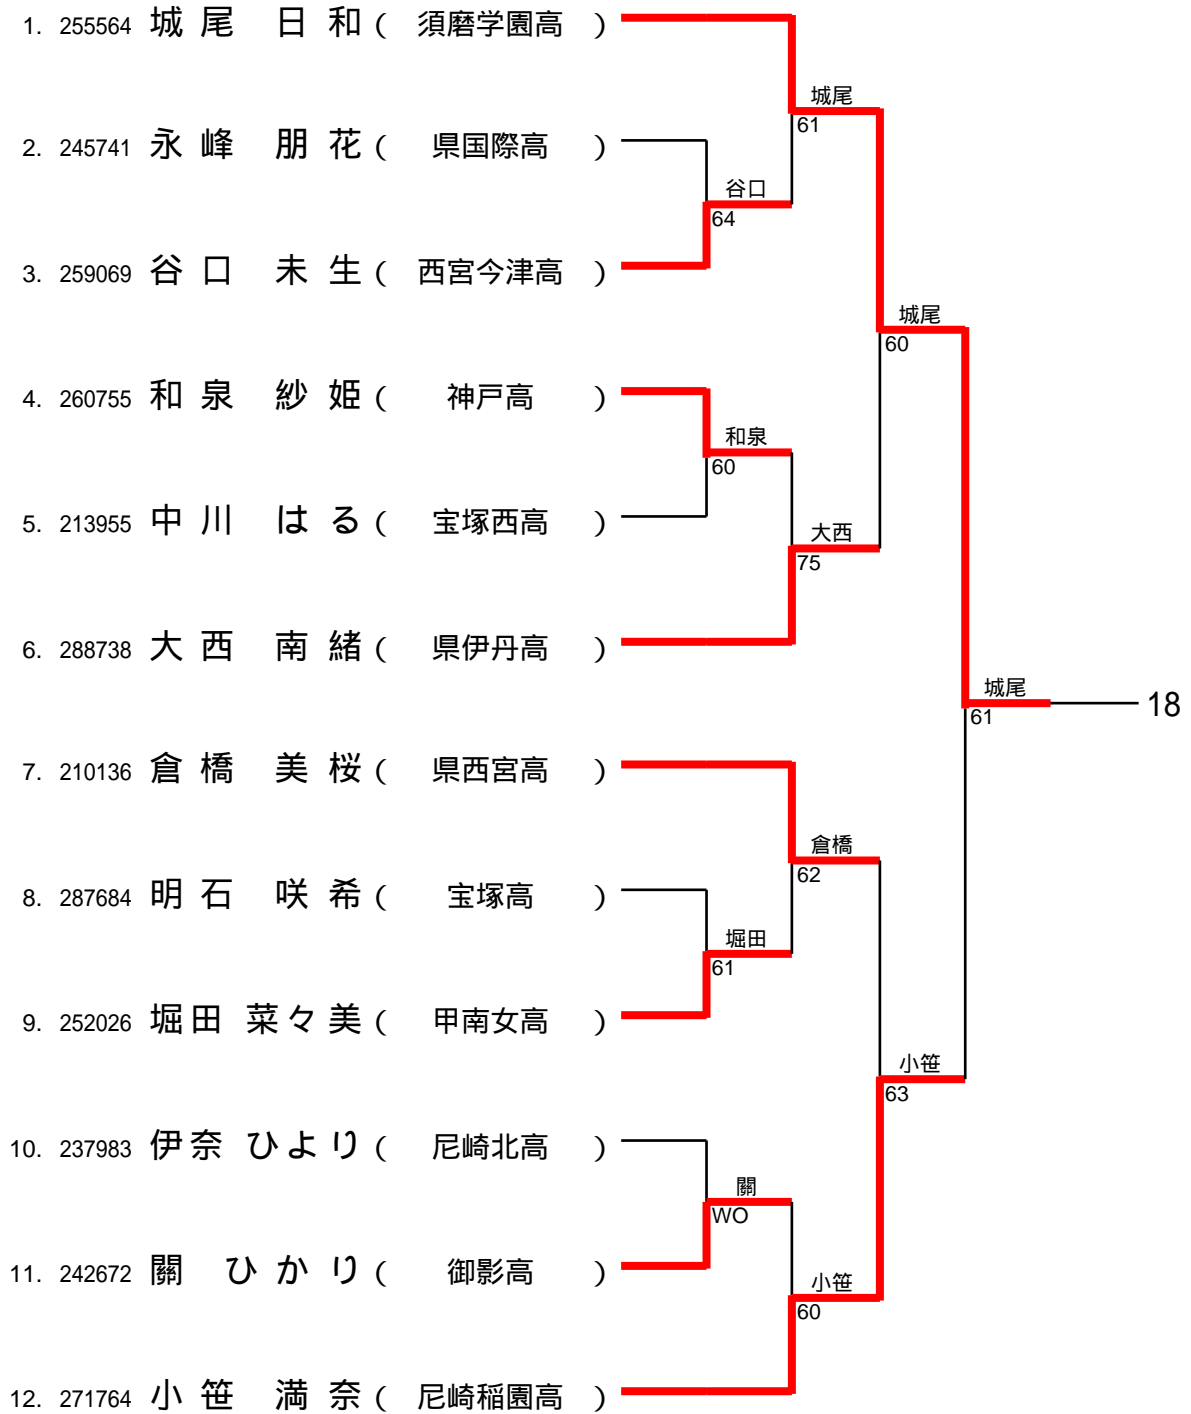 1. 255564 城尾 日和 ( 須磨学園高 )
城尾
61
2. 245741 永峰 朋花 ( 県国際高 )
谷口
64
3. 259069 谷口 未生 ( 西宮今津高 )
城尾
60
4. 260755 和泉 紗姫 ( 神戸高 )
和泉
60
5. 213955 中川 はる ( 宝塚西高 )
大西
75
6. 288738 大西 南緒 ( 県伊丹高 )
城尾
61
18
7. 210136 倉橋 美桜 ( 県西宮高 )
倉橋
62
8. 287684 明石 咲希 ( 宝塚高 )
堀田
61
9. 252026 堀田 菜々美 ( 甲南女高 )
小笹
63
10. 237983 伊奈 ひより ( 尼崎北高 )
關
WO
11. 242672 關 ひかり ( 御影高 )
小笹
60
12. 271764 小笹 満奈 ( 尼崎稲園高 )